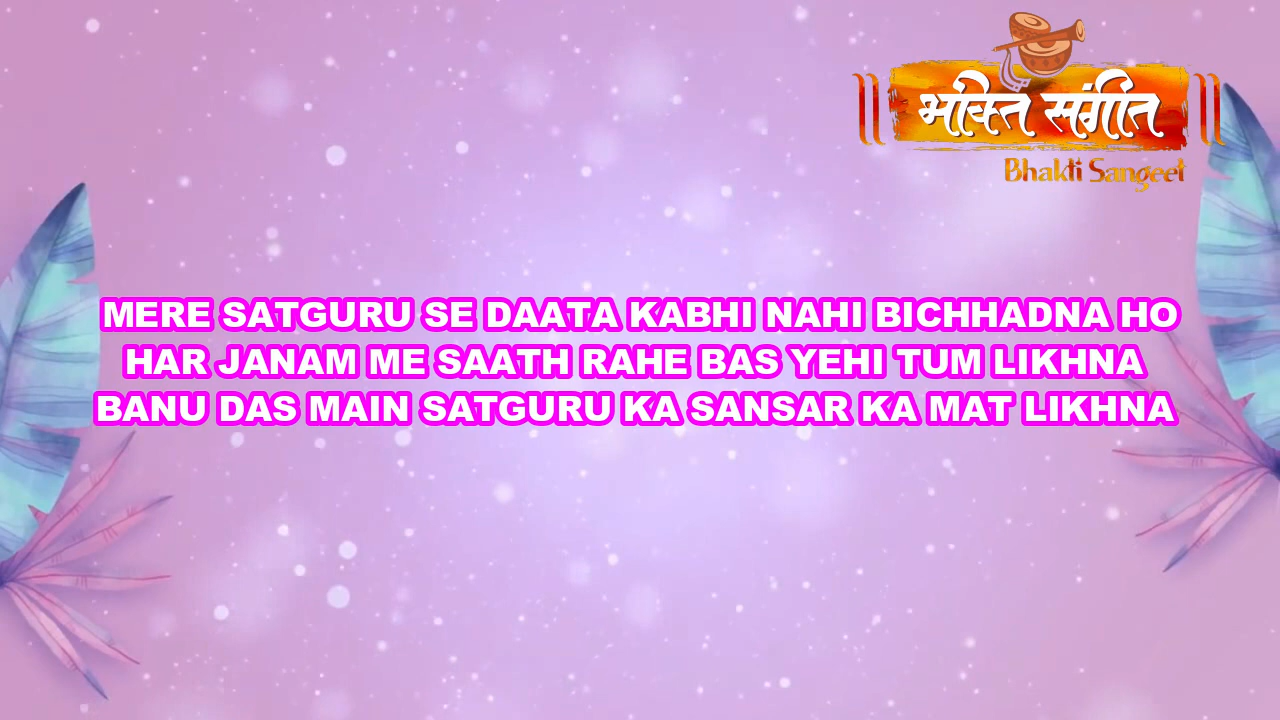 भक्ति संगीत
Bhakti Sangeet
MERE SATGURU SE DAATA KABHI NAHI BICHHADNA HO
HAR JANAM ME SAATH RAHE BAS YEHI TUM LIKHNA
BANU DAS MAIN SATGURU KA SANSAR KA MAT LIKHNA